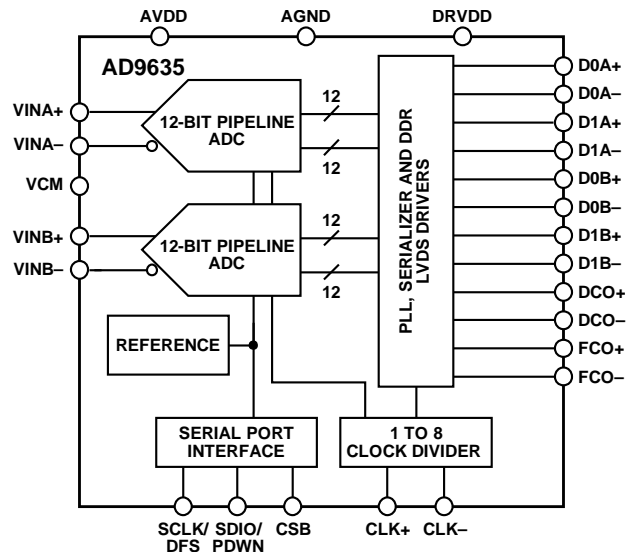 AVDD AGND DRVDD
AD9635
VINA+
VINA–
VCM
VINB+
VINB–
12-BIT PIPELINE
ADC
12
12
12-BIT PIPELINE
ADC
12
12
REFERENCE
PLL, SERIALIZER AND DDR
LVDS DRIVERS
D0A+
D0A–
D1A+
D1A–
D0B+
D0B–
D1B+
D1B–
DCO+
DCO–
FCO+
FCO–
SERIAL PORT
INTERFACE
1 TO 8
CLOCK DIVIDER
SCLK/
DFS
SDIO/
PDWN
CSB
CLK+
CLK–